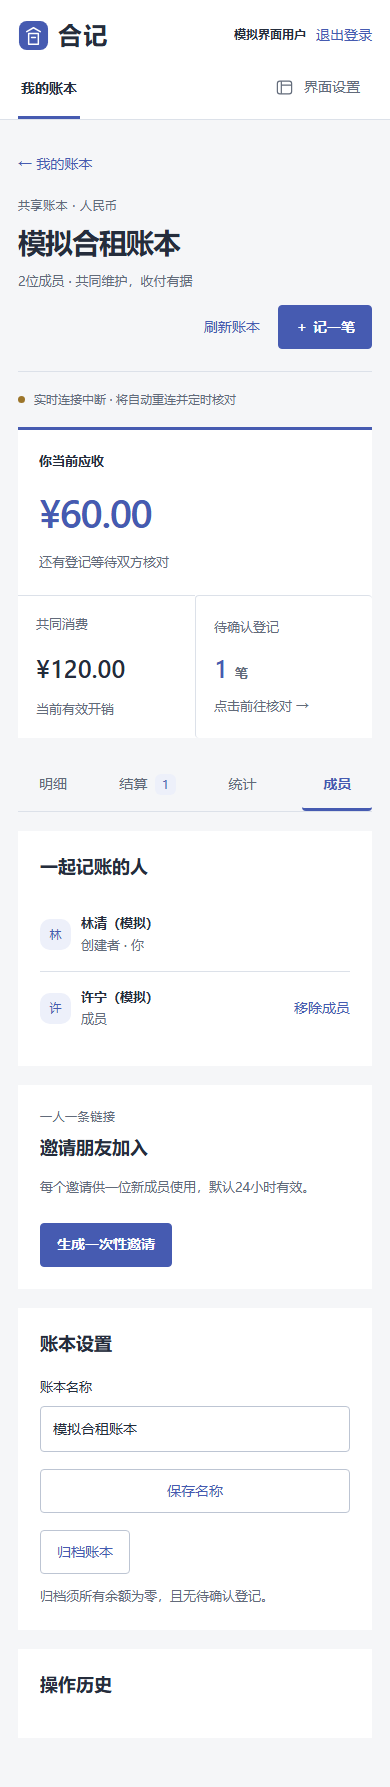 合记
模拟界面用户 退出登录
我的账本 界面设置
← 我的账本
共享账本 · 人民币
模拟合租账本
2位成员 · 共同维护，收付有据
刷新账本 + 记一笔
实时连接中断 · 将自动重连并定时核对
你当前应收
¥60.00
还有登记等待双方核对
共同消费
¥120.00
当前有效开销
待确认登记
1 笔
点击前往核对 →
明细 结算 1 统计 成员
一起记账的人
林 林清（模拟）
创建者 · 你
许 许宁（模拟）
成员
移除成员
一人一条链接
邀请朋友加入
每个邀请供一位新成员使用，默认24小时有效。
生成一次性邀请
账本设置
账本名称
模拟合租账本
保存名称
归档账本
归档须所有余额为零，且无待确认登记。
操作历史